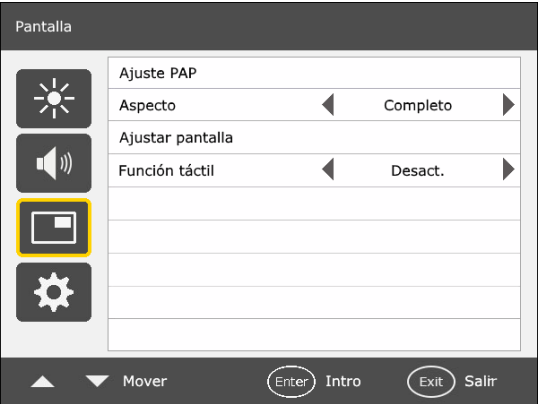 Pantalla
Ajuste PAP
Aspecto Completo
Ajustar pantalla
Función táctil Desact.
Mover Enter Intro Exit Salir